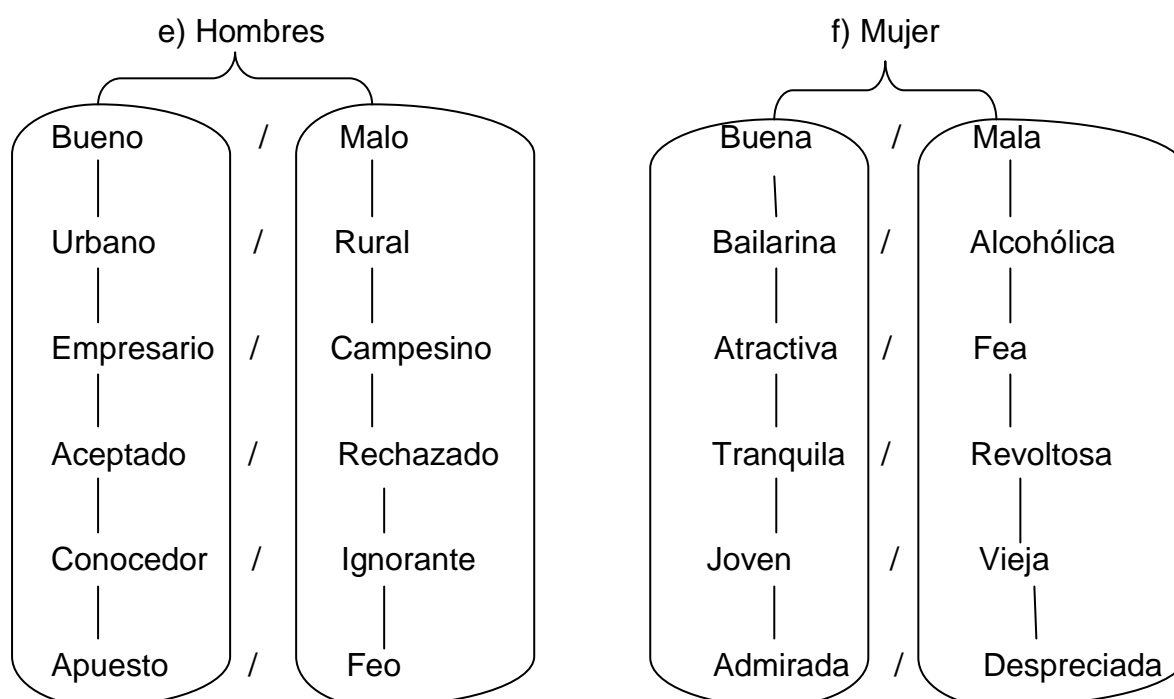 e) Hombres f) Mujer
Bueno / Malo Buena / Mala
Urbano / Rural Bailarina / Alcohólica
Empresario / Campesino Atractiva / Fea
Aceptado / Rechazado Tranquila / Revoltosa
Conocedor / Ignorante Joven / Vieja
Apuesto / Feo Admirada / Despreciada